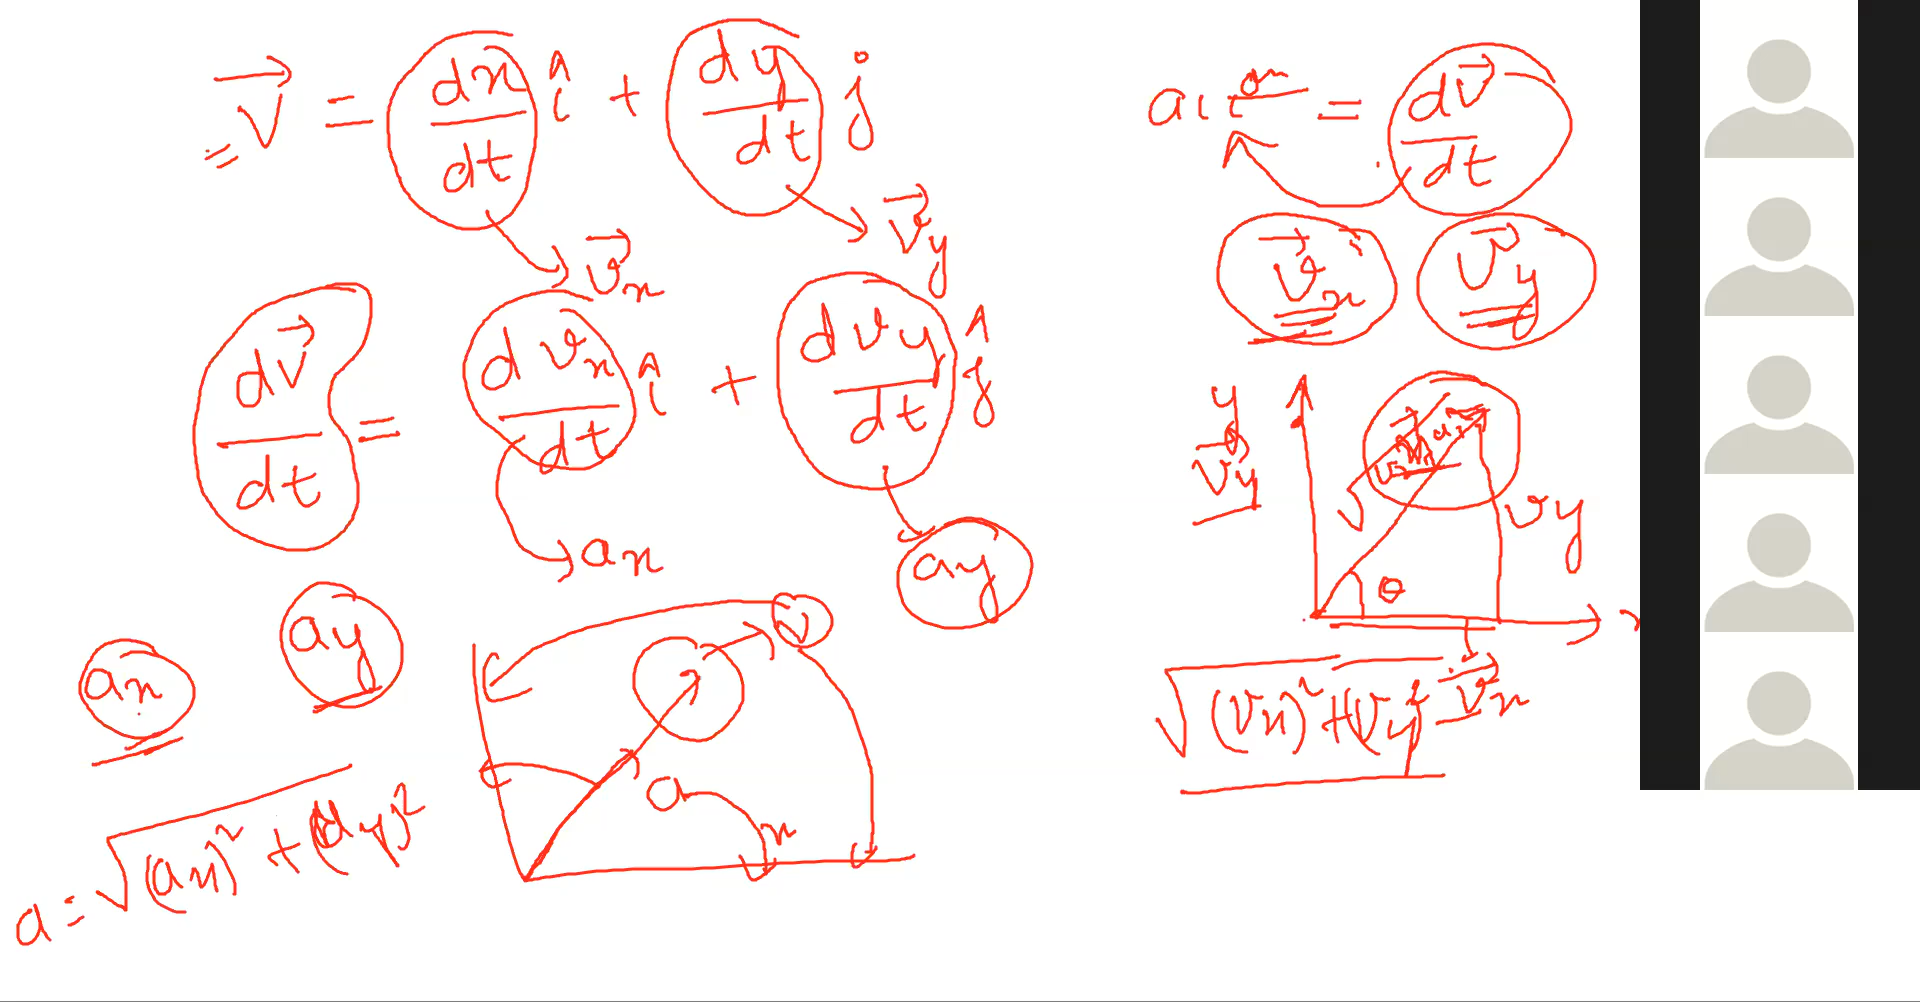 V⃗ = dx/dt î + dy/dt j
v⃗x
v⃗y
dv⃗/dt = dvx/dt î + dvy/dt ĵ
ax
ay
ax
ay
a = √(ax)² + (ay)²
v
a
x
accⁿ = dv⃗/dt
v⃗x v⃗y
y
v⃗y
vy
θ
x
v⃗x
√(Vx)² + (Vy)²